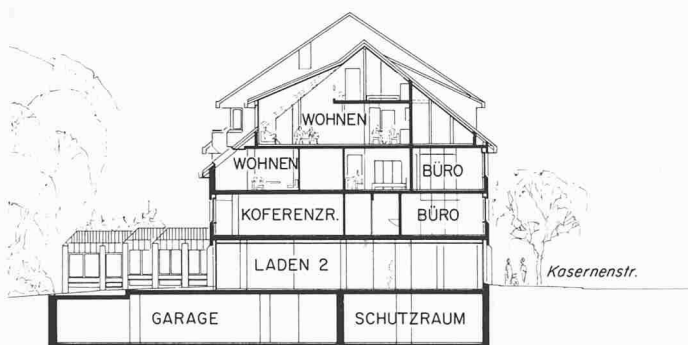 WOHNEN
WOHNEN
BÜRO
KOFERENZR.
BÜRO
LADEN 2
Kasernenstr.
GARAGE
SCHUTZRAUM